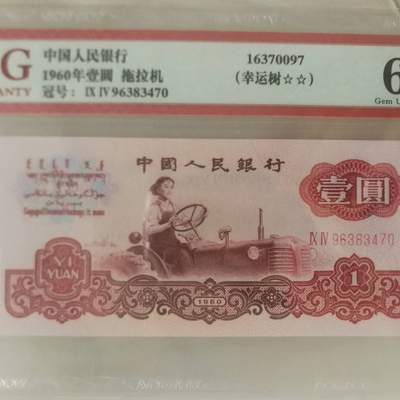 G
ANTY
中国人民银行
1960年壹圆 拖拉机
冠号： IX IV 96383470
16370097
(幸运树☆☆)
6
Gem U
中國人民銀行
壹圓
IX IV 96383470
YI
YUAN
1960
1